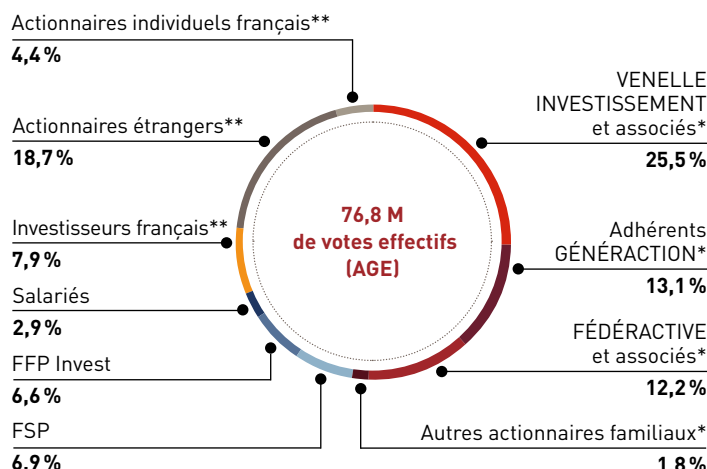 Actionnaires individuels français**
4,4 %
Actionnaires étrangers**
18,7 %
Investisseurs français**
7,9 %
Salariés
2,9 %
FFP Invest
6,6 %
FSP
6,9 %
76,8 M
de votes effectifs
(AGE)
VENELLE
INVESTISSEMENT
et associés*
25,5 %
Adhérents
GÉNÉRACTION*
13,1 %
FÉDÉRACTIVE
et associés*
12,2 %
Autres actionnaires familiaux*
1,8 %